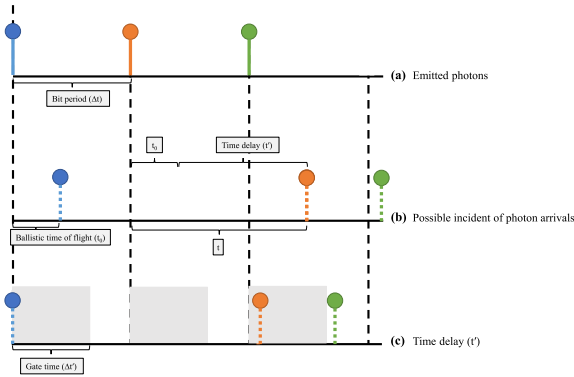 (a) Emitted photons
Bit period (Δt)
t₀
Time delay (t′)
(b) Possible incident of photon arrivals
Ballistic time of flight (t₀)
t
(c) Time delay (t′)
Gate time (Δt′)